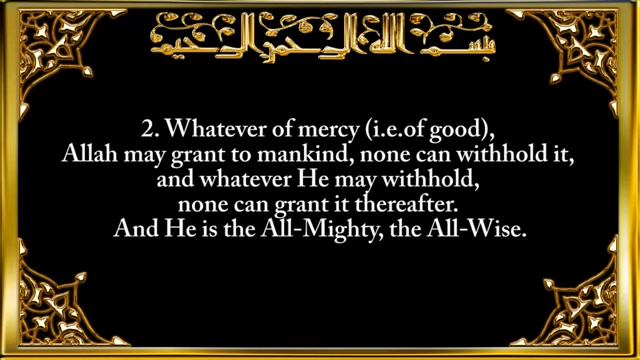 بسم الله الرحمن الرحيم
2. Whatever of mercy (i.e.of good),
Allah may grant to mankind, none can withhold it,
and whatever He may withhold,
none can grant it thereafter.
And He is the All-Mighty, the All-Wise.